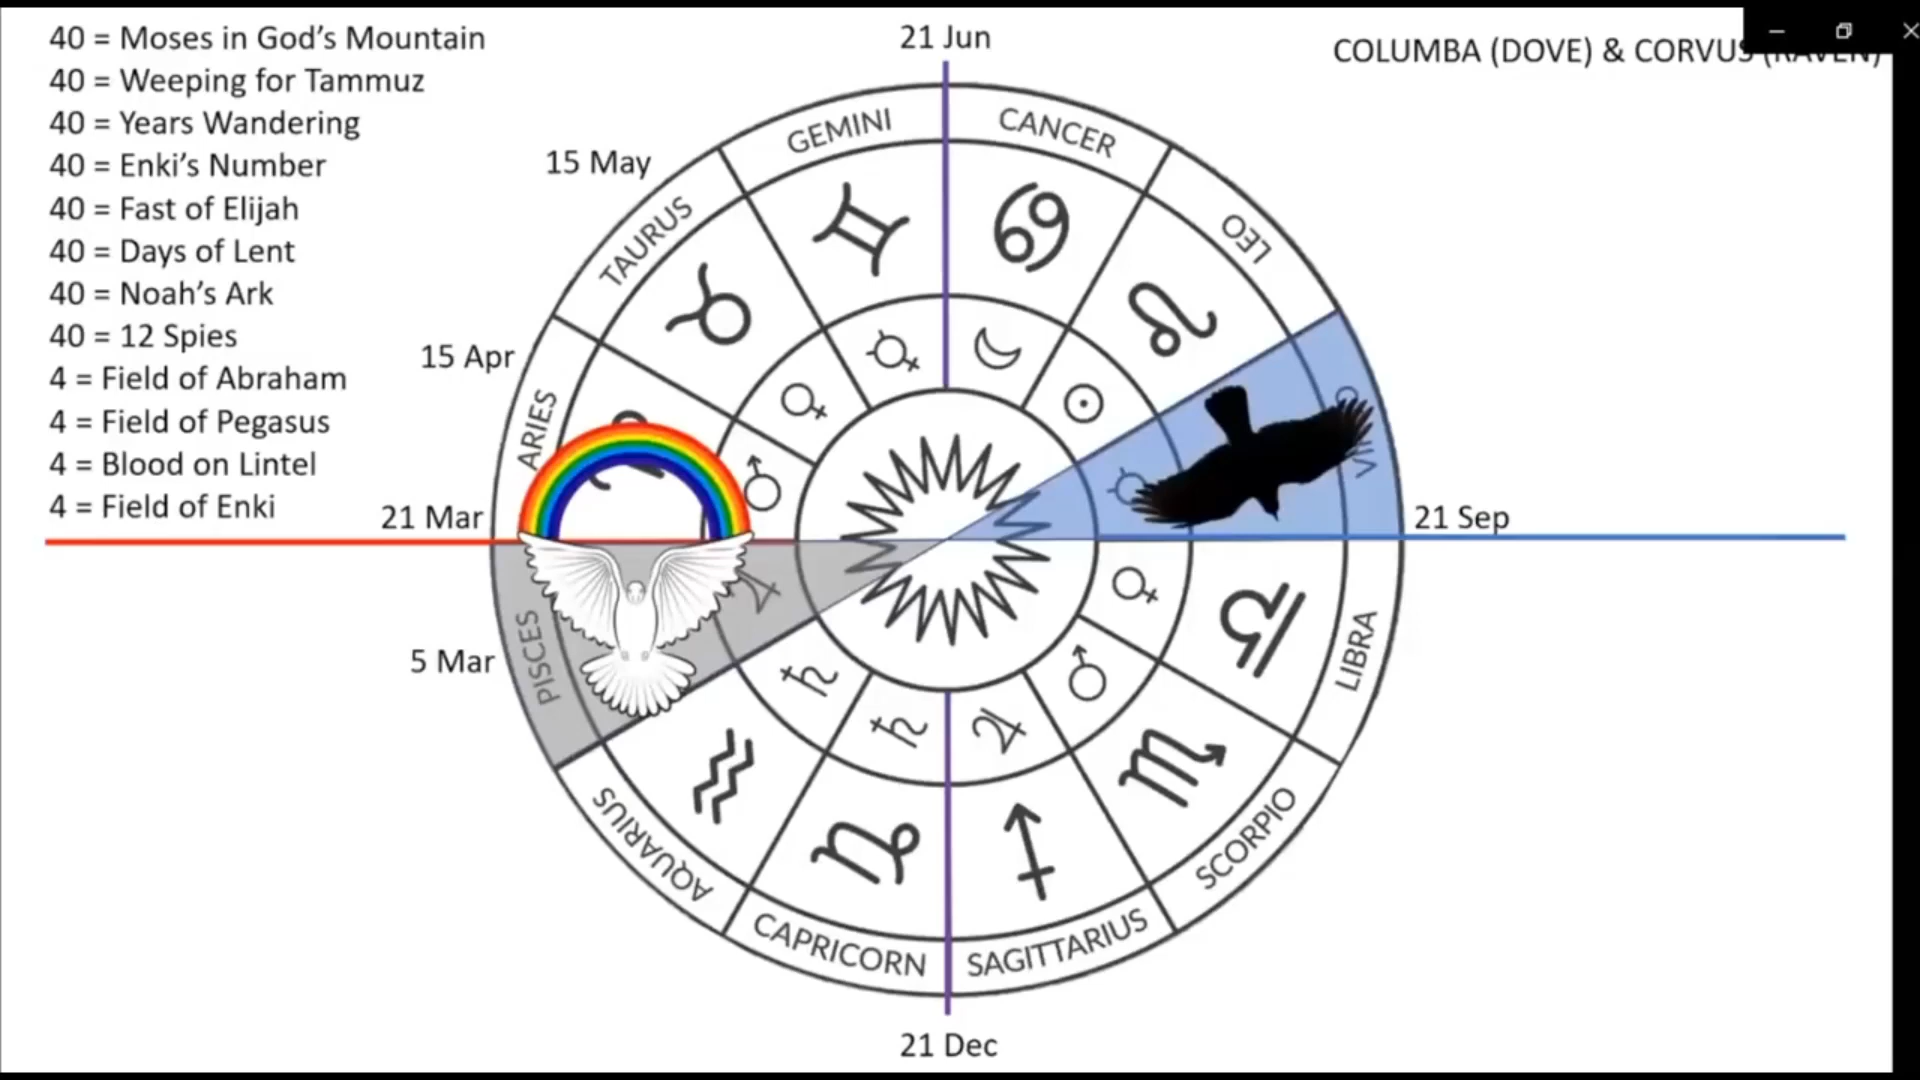 40 = Moses in God's Mountain
40 = Weeping for Tammuz
40 = Years Wandering
40 = Enki's Number
40 = Fast of Elijah
40 = Days of Lent
40 = Noah's Ark
40 = 12 Spies
4 = Field of Abraham
4 = Field of Pegasus
4 = Blood on Lintel
4 = Field of Enki
COLUMBA (DOVE) & CORVUS (RAVEN)
21 Jun
15 May
15 Apr
21 Mar
5 Mar
21 Sep
21 Dec
GEMINI
CANCER
TAURUS
LEO
ARIES
PISCES
LIBRA
AQUARIUS
SCORPIO
CAPRICORN
SAGITTARIUS